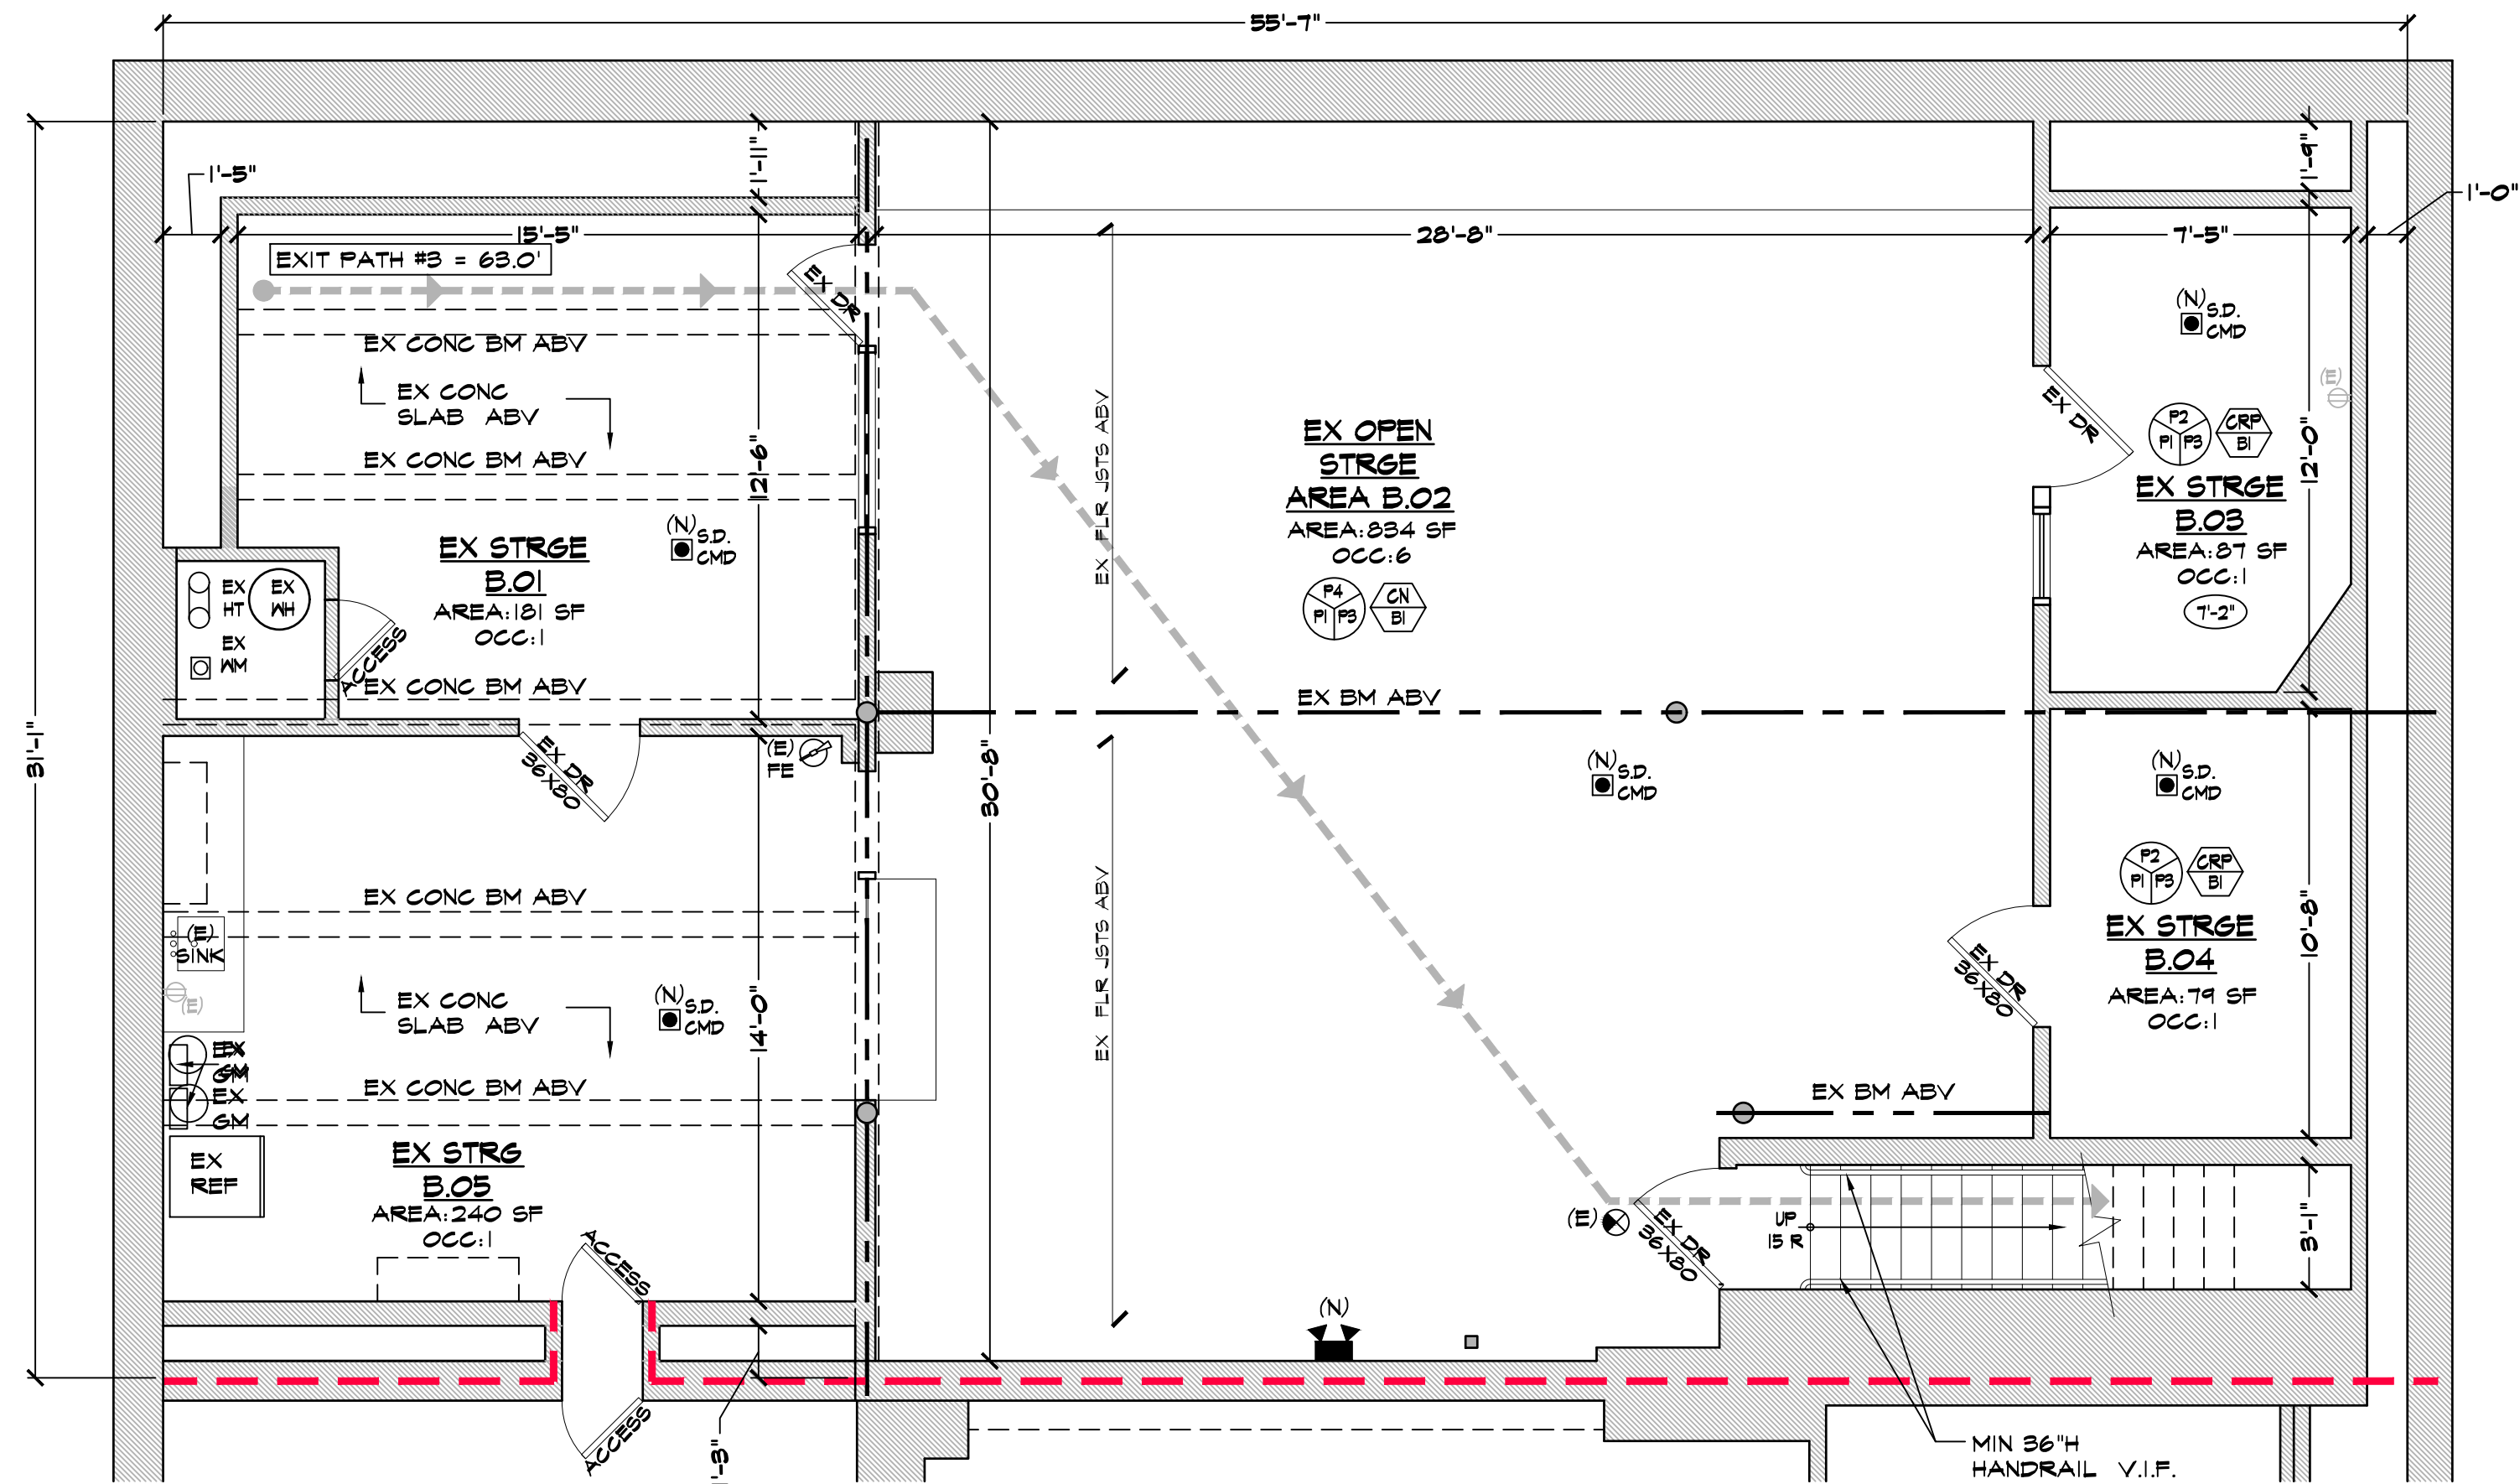 55'-7"
1'-5"
1'-11"
1'-9"
1'-0"
15'-5"
28'-8"
7'-5"
EXIT PATH #3 = 63.0'
EX DR
EX CONC BM ABV
EX CONC
SLAB ABV
EX CONC BM ABV
12'-6"
(N)
S.D.
CMD
EX STRGE
B.01
AREA:181 SF
OCC:1
EX
HT
EX
WH
EX
WM
ACCESS
EX CONC BM ABV
31'-1"
EX DR
36X80
(E)
FE
30'-8"
EX FLR JSTS ABV
EX OPEN
STRGE
AREA B.02
AREA:834 SF
OCC:6
P4
P1 P3
CN
B1
EX BM ABV
(N)
S.D.
CMD
(N)
S.D.
CMD
EX DR
(E)
P2
P1 P3
CRP
B1
12'-0"
EX STRGE
B.03
AREA:87 SF
OCC:1
7'-2"
(N)
S.D.
CMD
P2
P1 P3
CRP
B1
EX STRGE
B.04
AREA:79 SF
OCC:1
10'-8"
EX DR
36X80
EX BM ABV
EX CONC BM ABV
(E)
SINK
(E)
EX CONC
SLAB ABV
(N)
S.D.
CMD
14'-0"
EX FLR JSTS ABV
EX
GM
EX
GM
EX CONC BM ABV
EX
REF
EX STRG
B.05
AREA:240 SF
OCC:1
ACCESS
(E)
EX DR
36X80
UP
15 R
3'-1"
(N)
ACCESS
'-3"
MIN 36"H
HANDRAIL V.I.F.